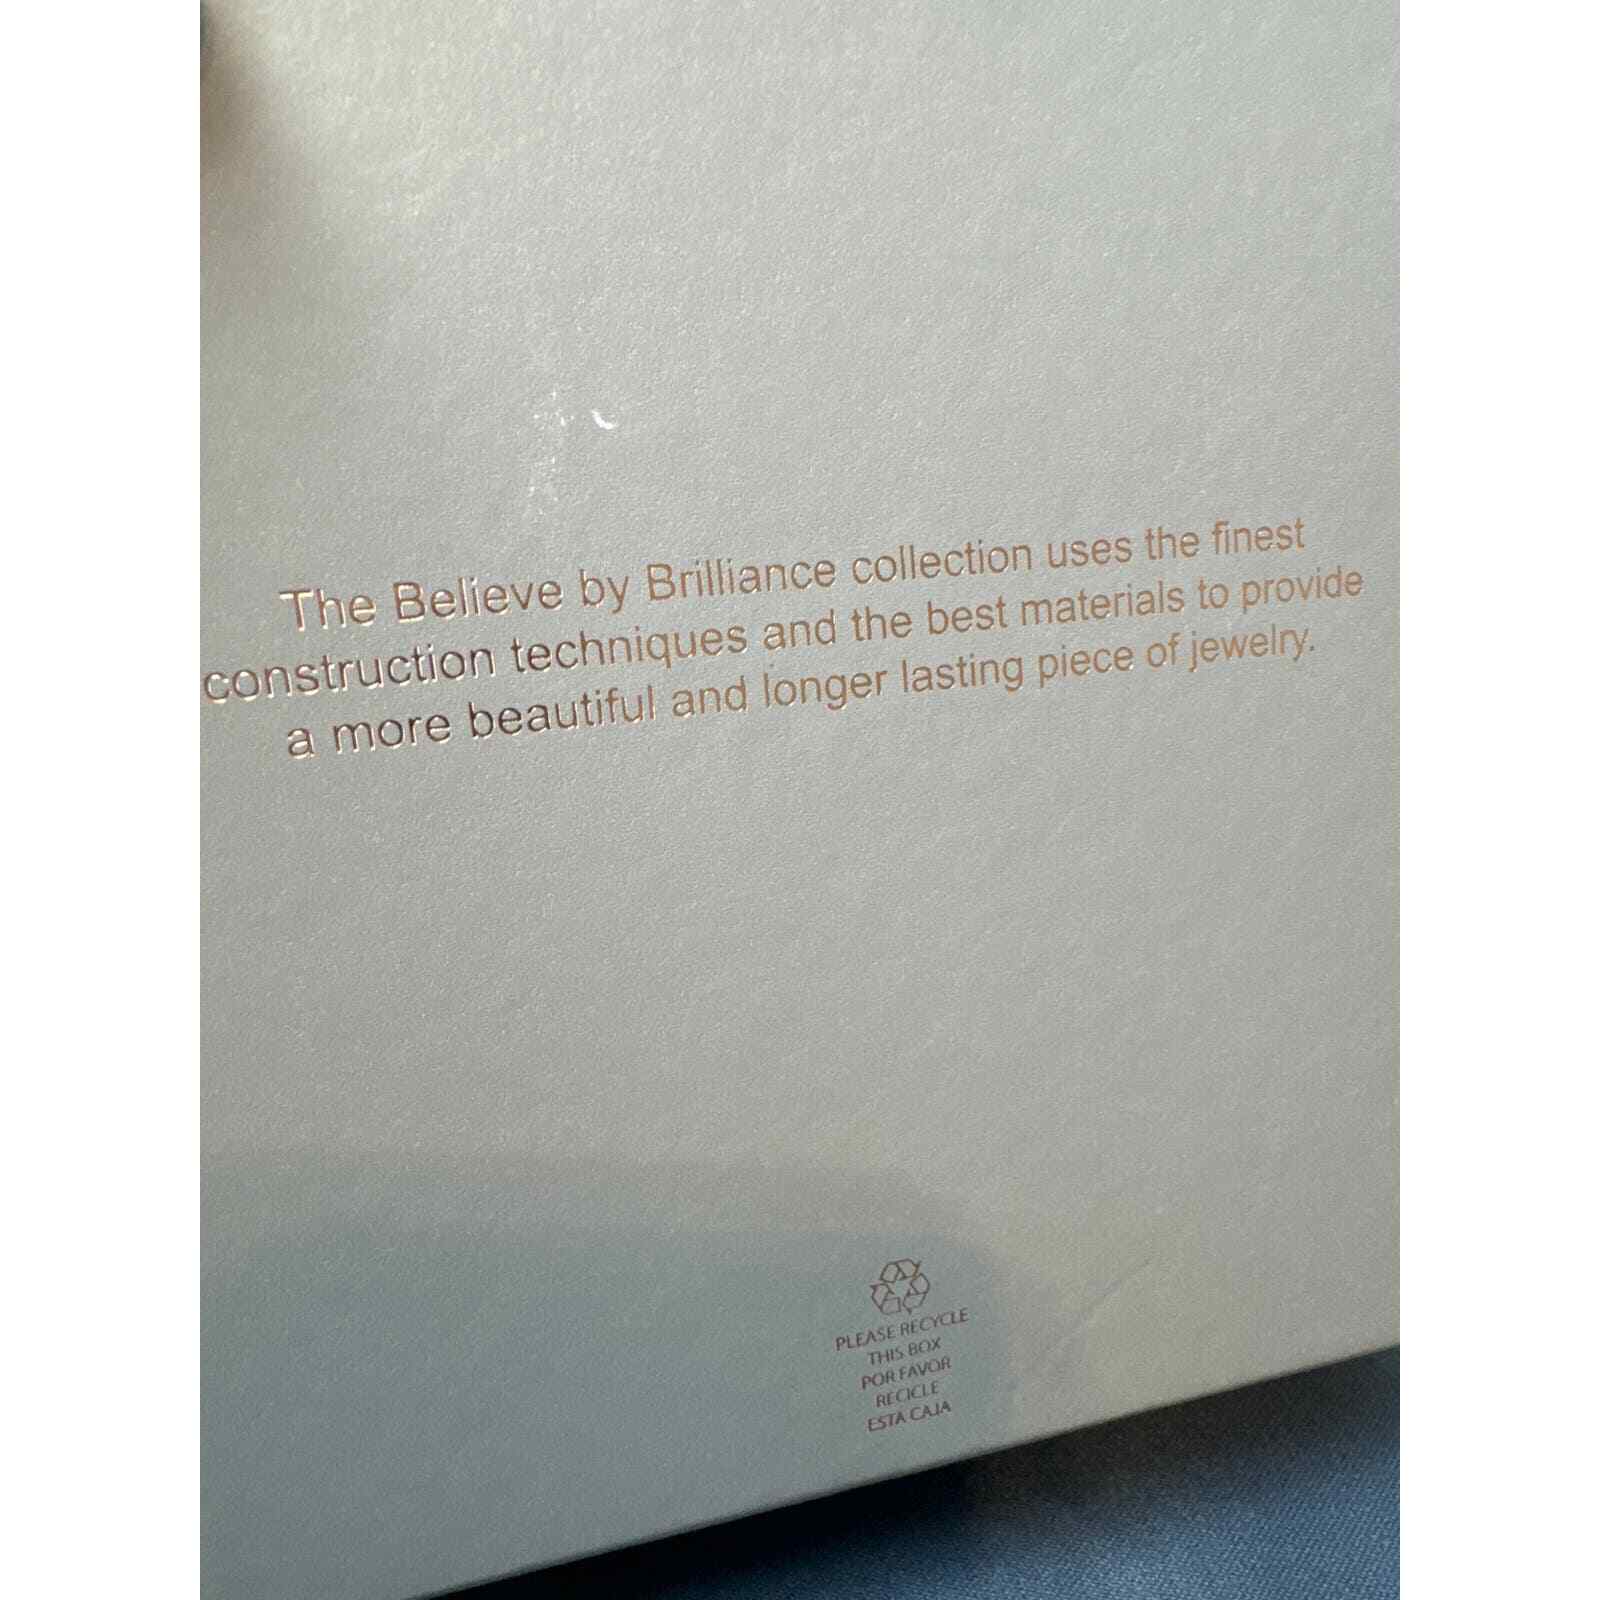 The Believe by Brilliance collection uses the finest
construction techniques and the best materials to provide
a more beautiful and longer lasting piece of jewelry.
PLEASE RECYCLE
THIS BOX
POR FAVOR
RECICLE
ESTA CAJA